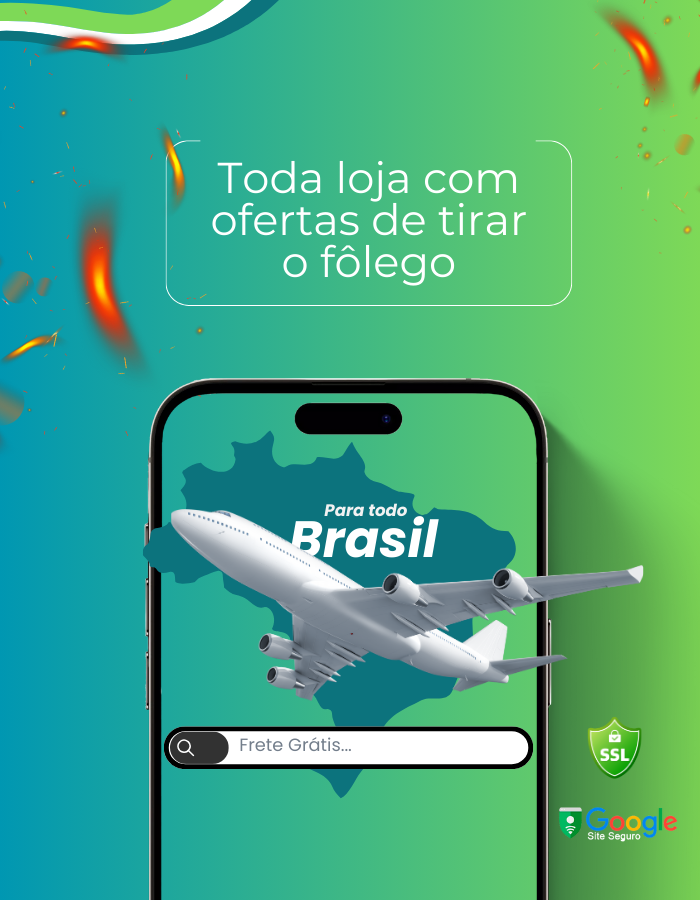 Toda loja com
ofertas de tirar
o fôlego
Para todo
Brasil
Frete Grátis...
SSL
Google
Site Seguro